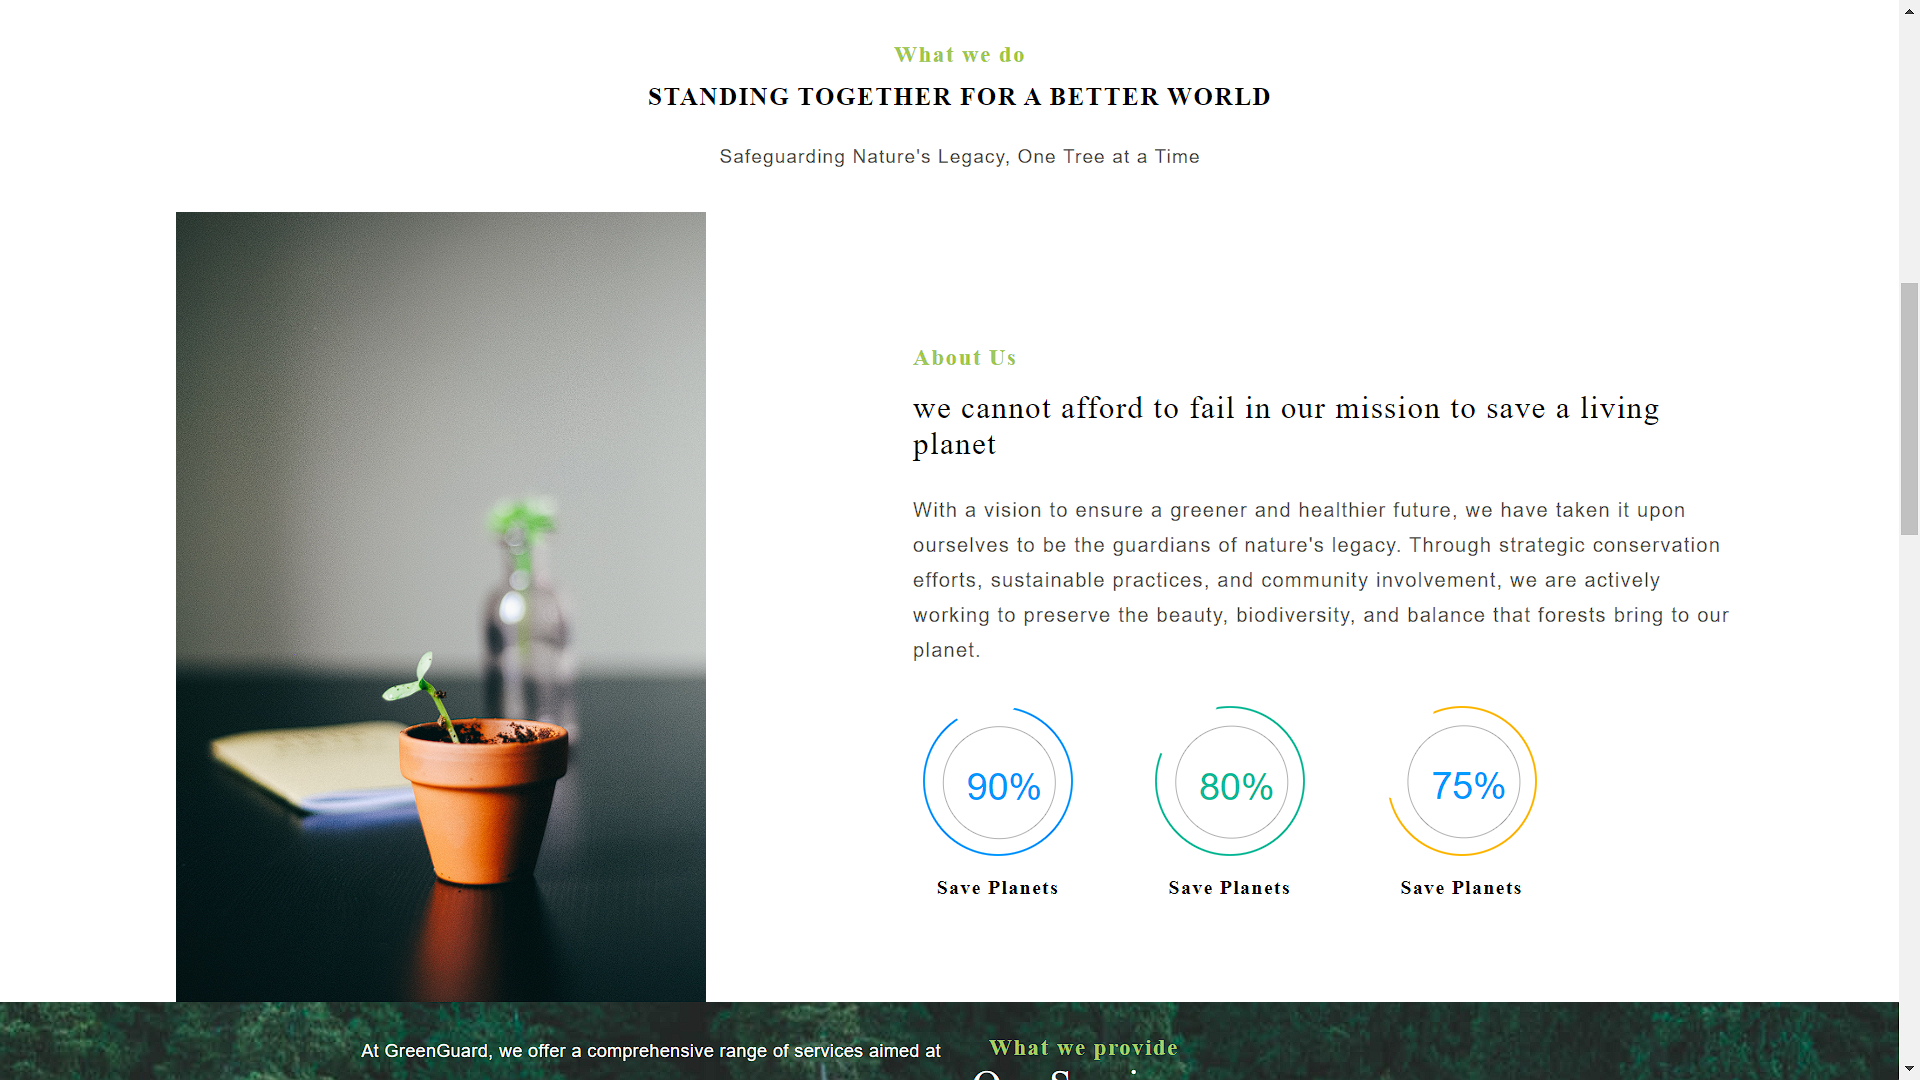 What we do
STANDING TOGETHER FOR A BETTER WORLD
Safeguarding Nature's Legacy, One Tree at a Time
About Us
we cannot afford to fail in our mission to save a living
planet
With a vision to ensure a greener and healthier future, we have taken it upon
ourselves to be the guardians of nature's legacy. Through strategic conservation
efforts, sustainable practices, and community involvement, we are actively
working to preserve the beauty, biodiversity, and balance that forests bring to our
planet.
90%
80%
75%
Save Planets
Save Planets
Save Planets
At GreenGuard, we offer a comprehensive range of services aimed at
What we provide